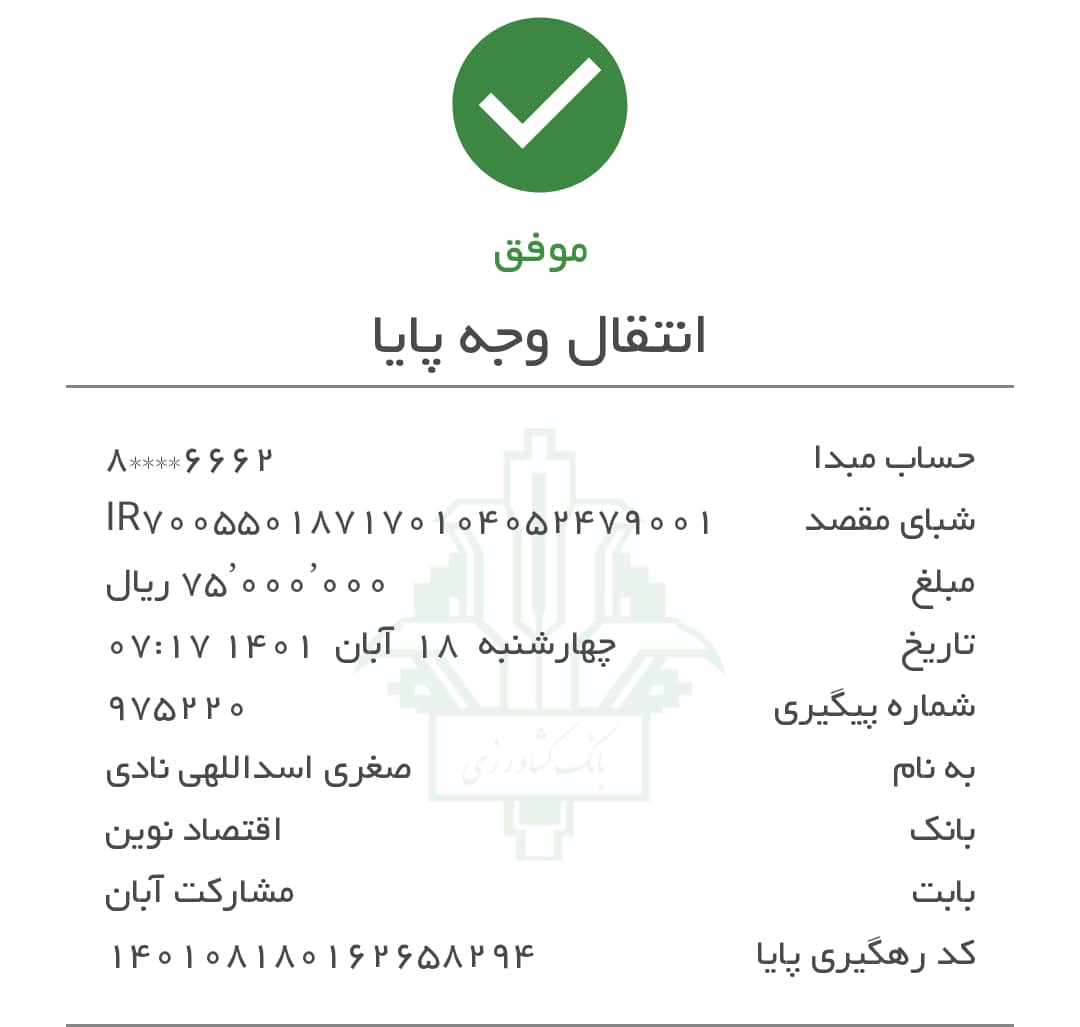 موفق
انتقال وجه پایا
حساب مبدا ۸****۶۶۶۲
شبای مقصد IR۷۰۰۵۵۰۱۸۷۱۷۰۱۰۴۰۵۲۴۷۹۰۰۱
مبلغ ۷۵٬۰۰۰٬۰۰۰ ریال
تاریخ چهارشنبه ۱۸ آبان ۱۴۰۱ ۰۷:۱۷
شماره پیگیری ۹۷۵۲۲۰
به نام صغری اسداللهی نادی
بانک اقتصاد نوین
بابت مشارکت آبان
کد رهگیری پایا ۱۴۰۱۰۸۱۸۰۱۶۲۶۵۸۲۹۴
بانک کشاورزی